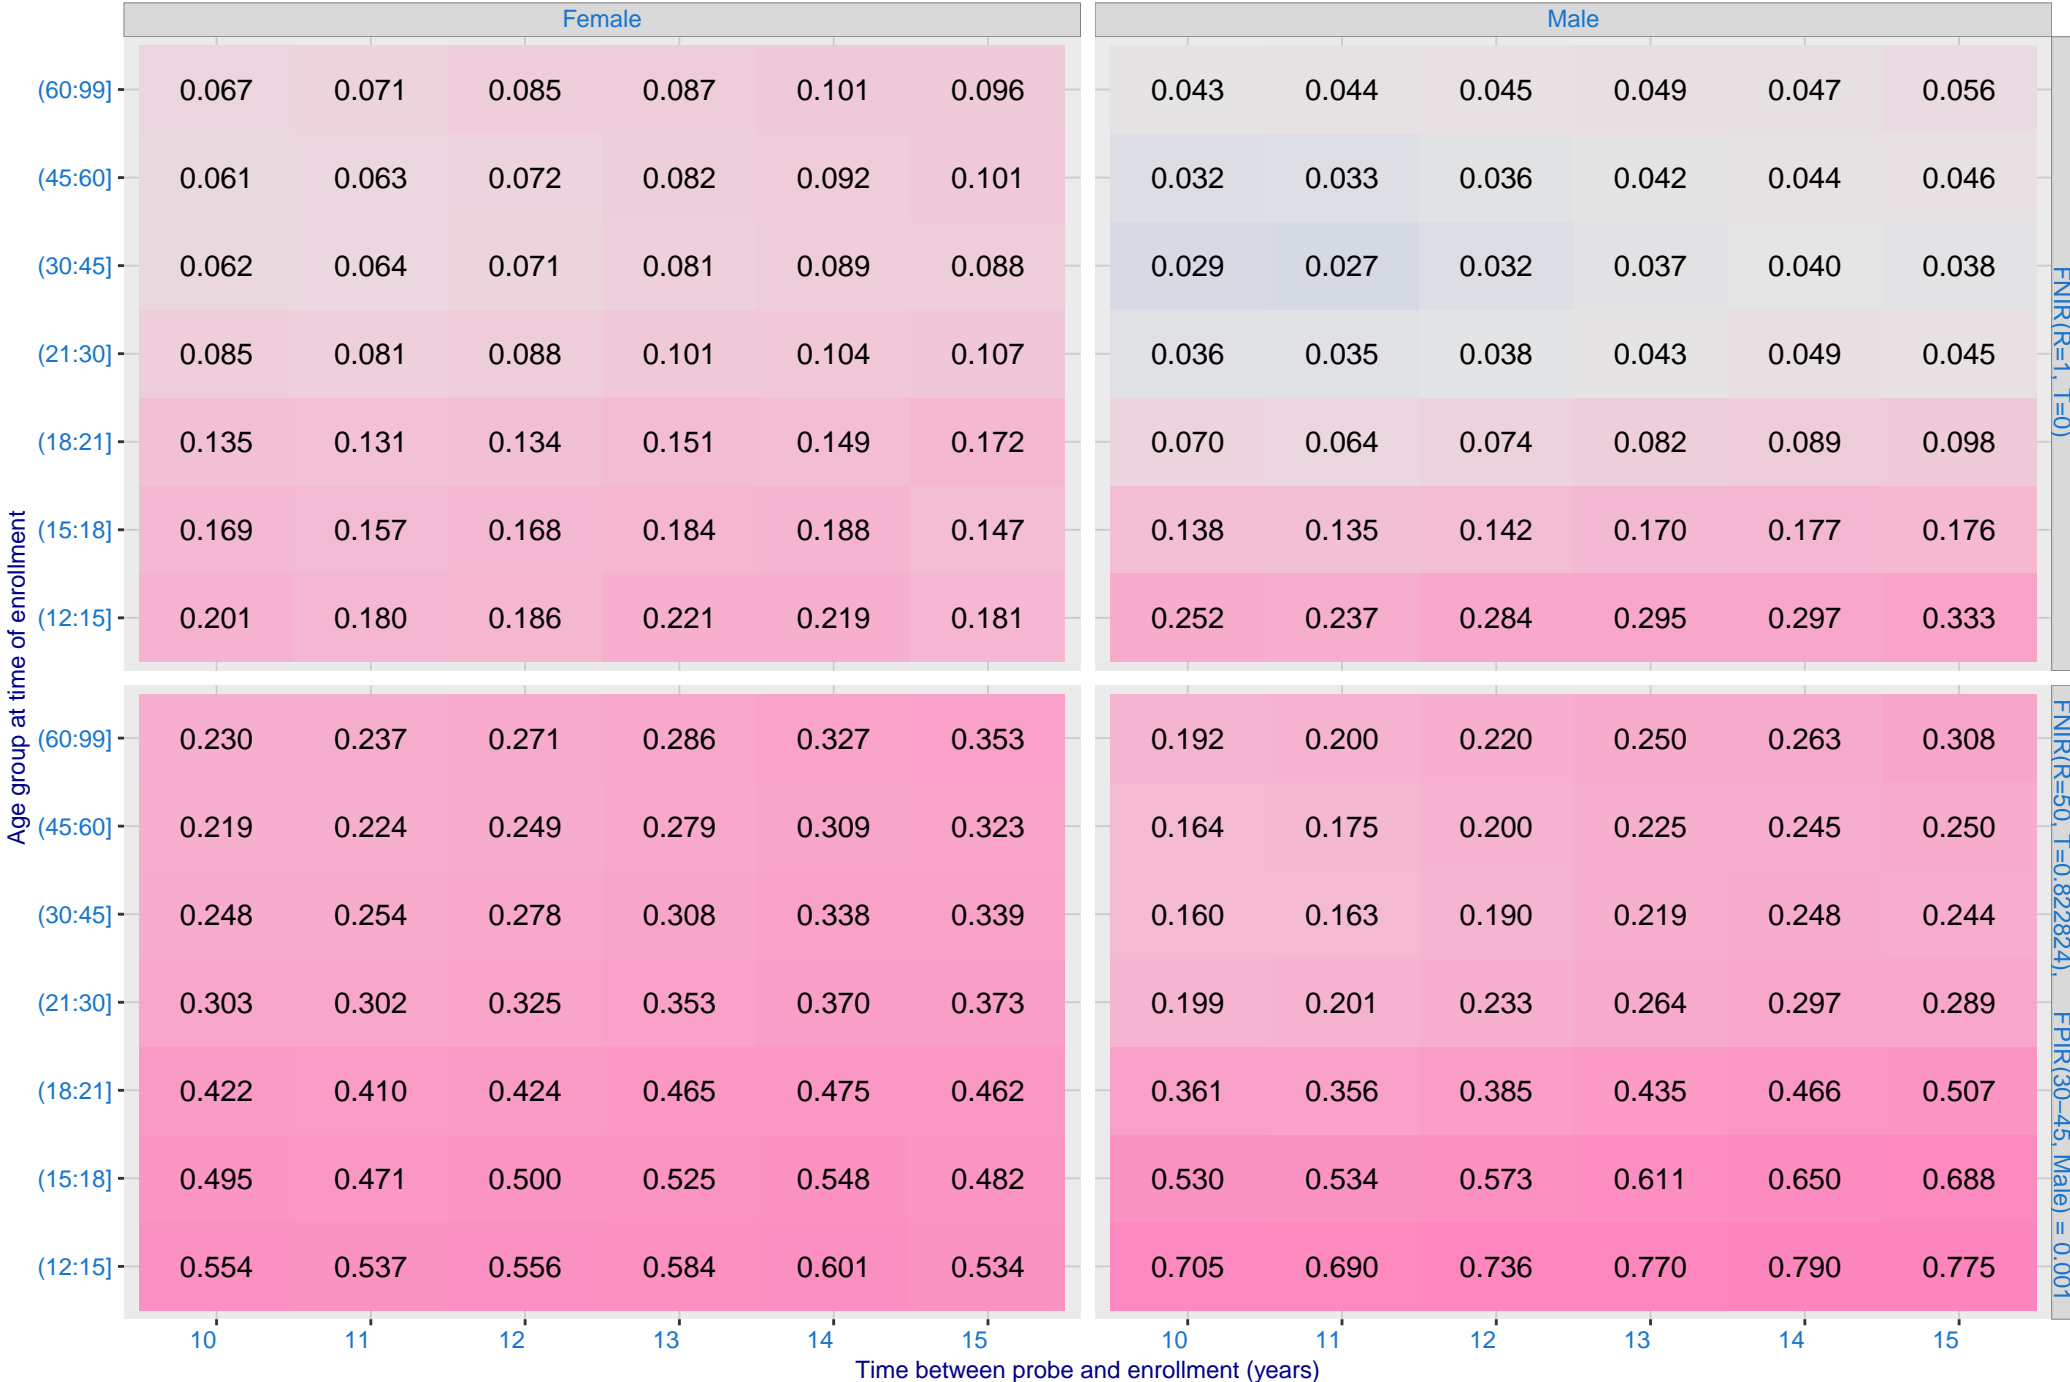 Female
Male
(60:99] 0.067 0.071 0.085 0.087 0.101 0.096 0.043 0.044 0.045 0.049 0.047 0.056
(45:60] 0.061 0.063 0.072 0.082 0.092 0.101 0.032 0.033 0.036 0.042 0.044 0.046
(30:45] 0.062 0.064 0.071 0.081 0.089 0.088 0.029 0.027 0.032 0.037 0.040 0.038
(21:30] 0.085 0.081 0.088 0.101 0.104 0.107 0.036 0.035 0.038 0.043 0.049 0.045
(18:21] 0.135 0.131 0.134 0.151 0.149 0.172 0.070 0.064 0.074 0.082 0.089 0.098
(15:18] 0.169 0.157 0.168 0.184 0.188 0.147 0.138 0.135 0.142 0.170 0.177 0.176
(12:15] 0.201 0.180 0.186 0.221 0.219 0.181 0.252 0.237 0.284 0.295 0.297 0.333
FNIR(R=1, T=0)
(60:99] 0.230 0.237 0.271 0.286 0.327 0.353 0.192 0.200 0.220 0.250 0.263 0.308
(45:60] 0.219 0.224 0.249 0.279 0.309 0.323 0.164 0.175 0.200 0.225 0.245 0.250
(30:45] 0.248 0.254 0.278 0.308 0.338 0.339 0.160 0.163 0.190 0.219 0.248 0.244
(21:30] 0.303 0.302 0.325 0.353 0.370 0.373 0.199 0.201 0.233 0.264 0.297 0.289
(18:21] 0.422 0.410 0.424 0.465 0.475 0.462 0.361 0.356 0.385 0.435 0.466 0.507
(15:18] 0.495 0.471 0.500 0.525 0.548 0.482 0.530 0.534 0.573 0.611 0.650 0.688
(12:15] 0.554 0.537 0.556 0.584 0.601 0.534 0.705 0.690 0.736 0.770 0.790 0.775
FNIR(R=50, T=0.822824), FPIR(30−45, Male) = 0.001
10 11 12 13 14 15 10 11 12 13 14 15
Time between probe and enrollment (years)
Age group at time of enrollment